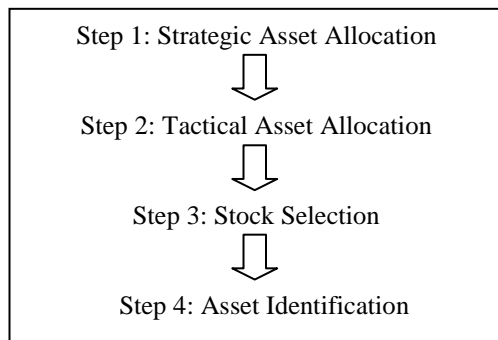 Step 1: Strategic Asset Allocation
Step 2: Tactical Asset Allocation
Step 3: Stock Selection
Step 4: Asset Identification